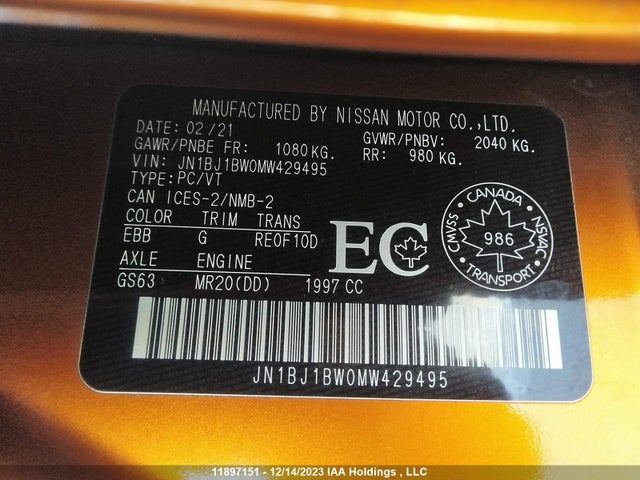 MANUFACTURED BY NISSAN MOTOR CO.,LTD.
DATE: 02/21 GVWR/PNBV: 2040 KG.
GAWR/PNBE FR: 1080 KG. RR: 980 KG.
VIN: JN1BJ1BW0MW429495
TYPE: PC/VT
CAN ICES-2/NMB-2
COLOR TRIM TRANS
EBB G RE0F10D
AXLE ENGINE
GS63 MR20(DD) 1997 CC
EC
CANADA
CMVSS 986 NSVAC
TRANSPORT
JN1BJ1BW0MW429495
11897151 - 12/14/2023 IAA Holdings , LLC